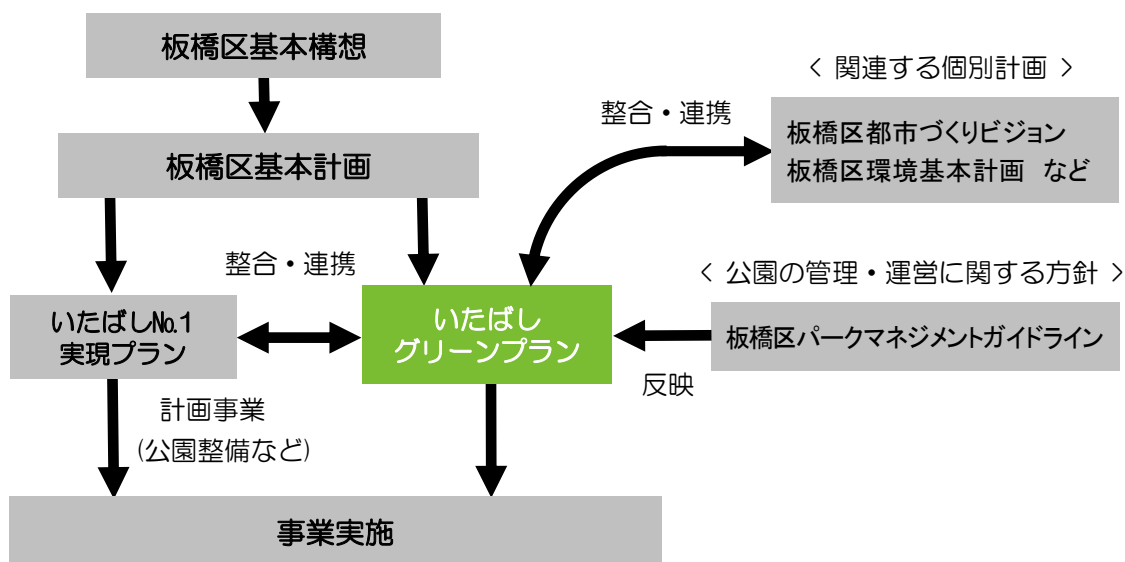 板橋区基本構想
< 関連する個別計画 >
整合・連携
板橋区都市づくりビジョン
板橋区環境基本計画 など
板橋区基本計画
整合・連携
< 公園の管理・運営に関する方針 >
いたばし№1
実現プラン
いたばし
グリーンプラン
板橋区パークマネジメントガイドライン
反映
計画事業
(公園整備など)
事業実施